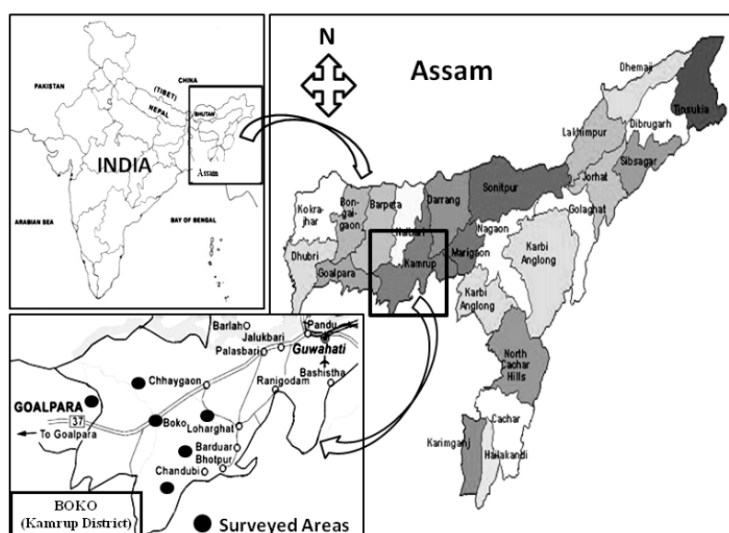 PAKISTAN
CHINA
(TIBET)
NEPAL
BHUTAN
INDIA
Assam
ARABIAN SEA
BAY OF BENGAL
N
Assam
Dhemaji
Tinsukia
Dibrugarh
Lakhimpur
Sibsagar
Jorhat
Golaghat
Sonitpur
Darrang
Nagaon
Marigaon
Karbi
Anglong
Karbi
Anglong
Kokra-
jhar
Bon-
gai-
gaon
Barpeta
Nalbari
Kamrup
Dhubri
Goalpara
North
Cachar
Hills
Cachar
Karimganj
Hailakandi
Barlah
Pandu
Jalukbari
Palasbari
Guwahati
Bashistha
Chhaygaon
Ranigodam
GOALPARA
37
To Goalpara
Boko
Loharghat
Barduar
Bhotpur
Chandubi
BOKO
(Kamrup District)
Surveyed Areas